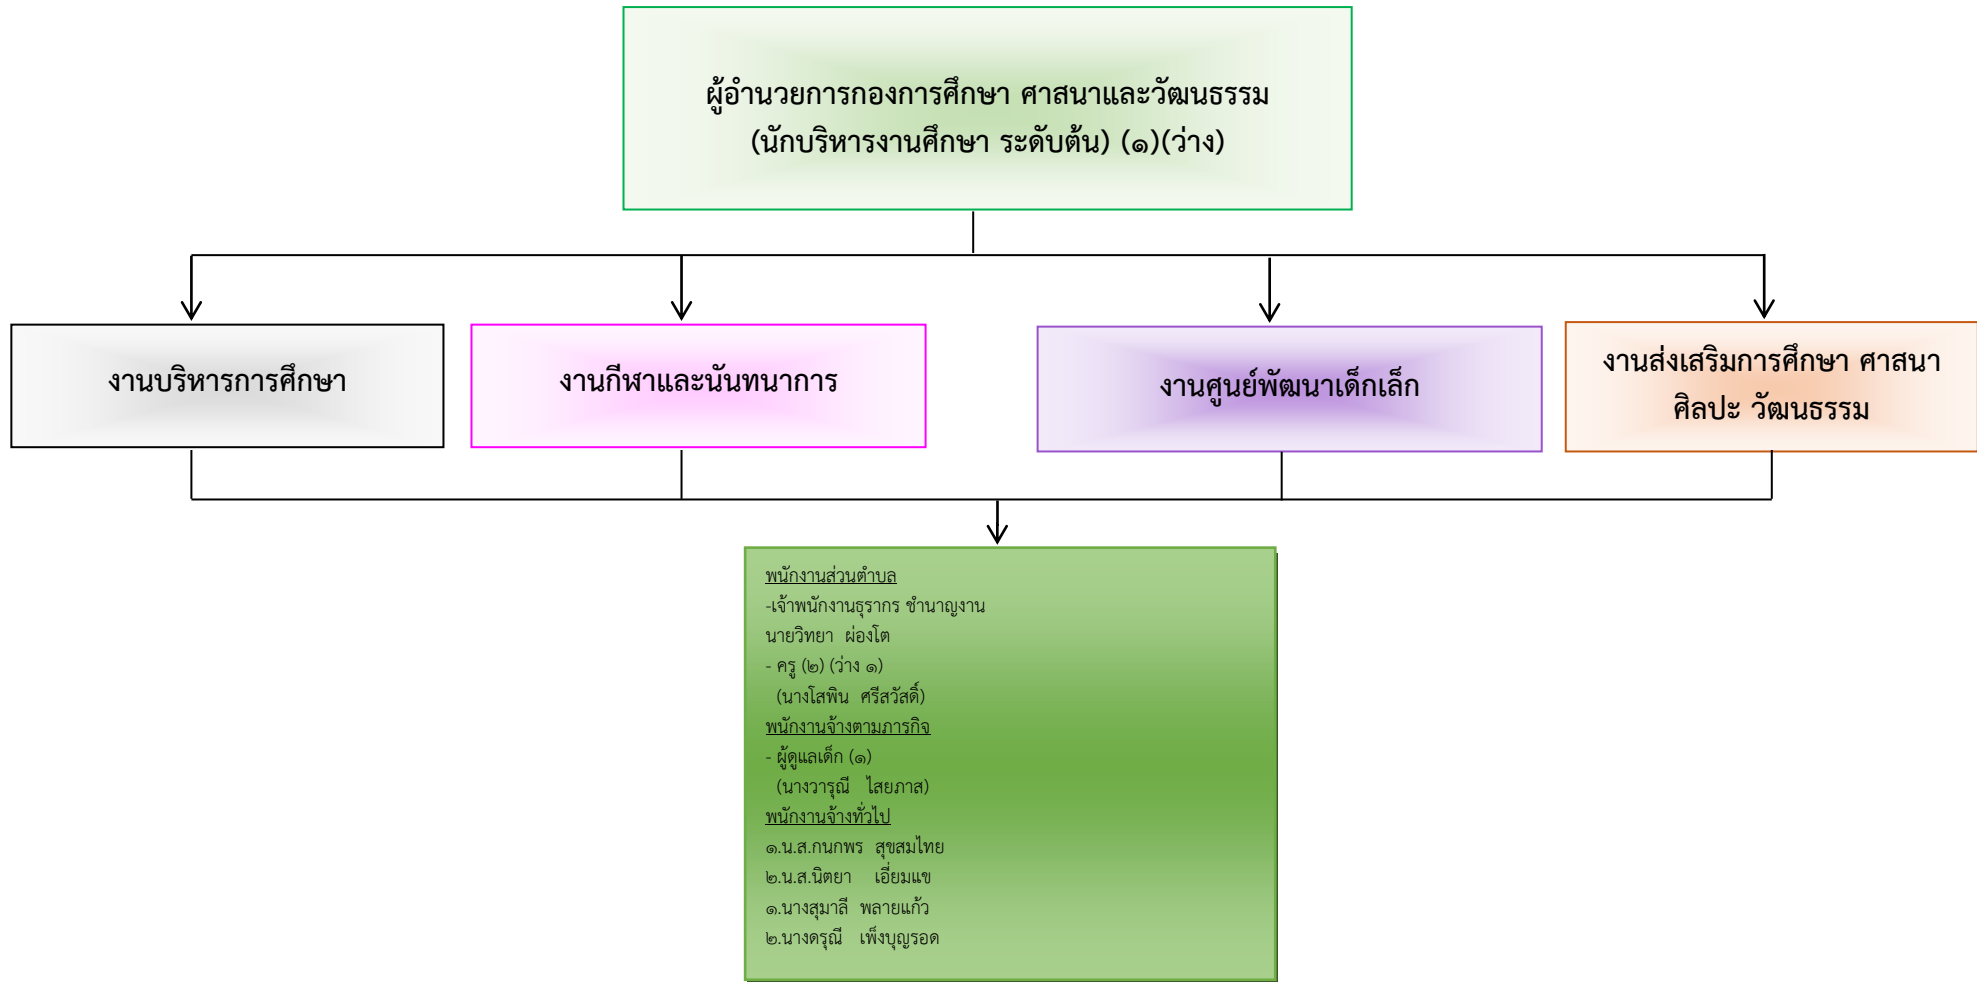 ผู้อำนวยการกองการศึกษา ศาสนาและวัฒนธรรม
(นักบริหารงานศึกษา ระดับต้น) (๑)(ว่าง)
งานบริหารการศึกษา
งานกีฬาและนันทนาการ
งานศูนย์พัฒนาเด็กเล็ก
งานส่งเสริมการศึกษา ศาสนา
ศิลปะ วัฒนธรรม
พนักงานส่วนตำบล
-เจ้าพนักงานธุรการ ชำนาญงาน
นายวิทยา ผ่องโต
- ครู (๒) (ว่าง ๑)
(นางโสพิน ศรีสวัสดิ์)
พนักงานจ้างตามภารกิจ
- ผู้ดูแลเด็ก (๑)
(นางวารุณี ไสยภาส)
พนักงานจ้างทั่วไป
๑.น.ส.กนกพร สุขสมไทย
๒.น.ส.นิตยา เอี่ยมแข
๑.นางสุมาลี พลายแก้ว
๒.นางดรุณี เพ็งบุญรอด